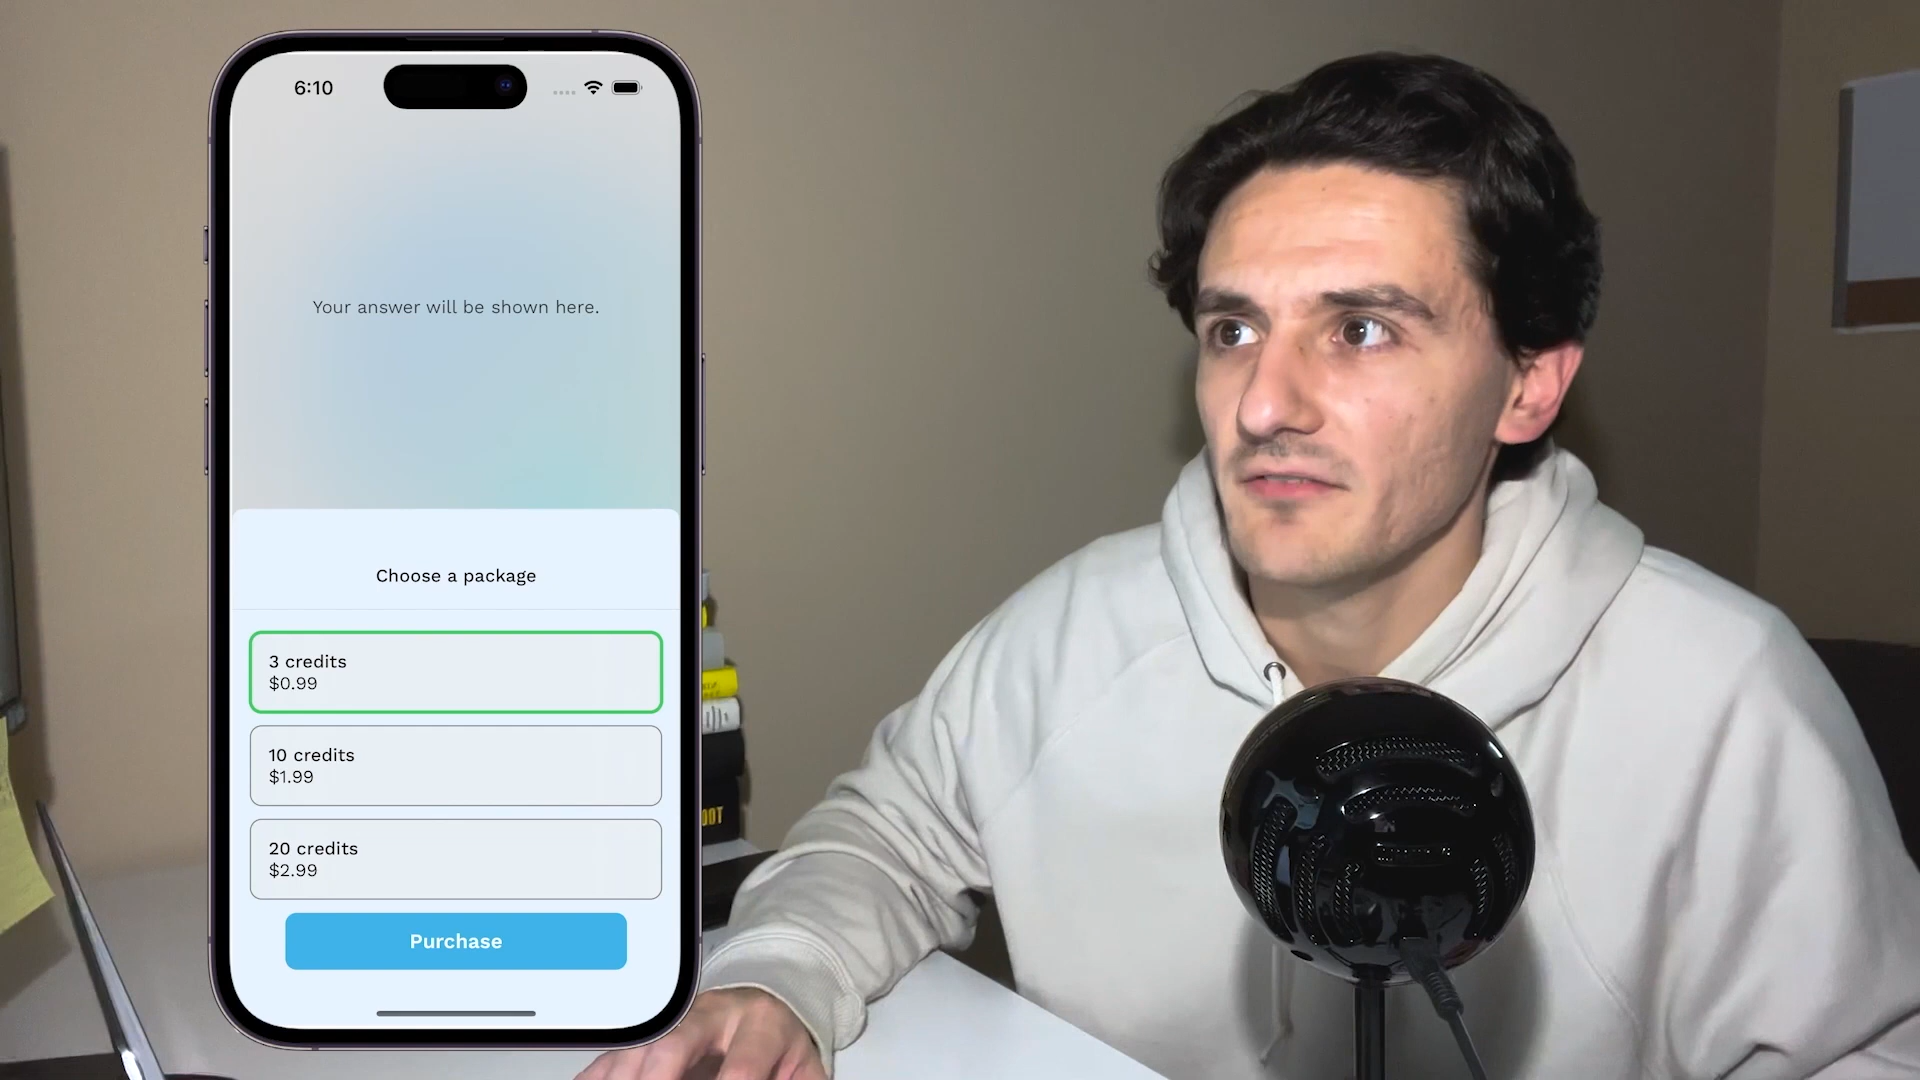 6:10
Your answer will be shown here.
Choose a package
3 credits
$0.99
10 credits
$1.99
20 credits
$2.99
Purchase